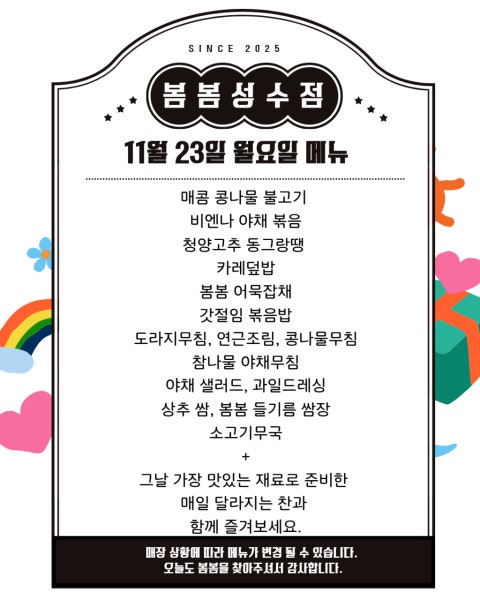 SINCE 2025
봄봄성수점
11월 23일 월요일 메뉴
매콤 콩나물 불고기
비엔나 야채 볶음
청양고추 동그랑땡
카레덮밥
봄봄 어묵잡채
갓절임 볶음밥
도라지무침, 연근조림, 콩나물무침
참나물 야채무침
야채 샐러드, 과일드레싱
상추 쌈, 봄봄 들기름 쌈장
소고기무국
+
그날 가장 맛있는 재료로 준비한
매일 달라지는 찬과
함께 즐겨보세요.
매장 상황에 따라 메뉴가 변경 될 수 있습니다.
오늘도 봄봄을 찾아주셔서 감사합니다.